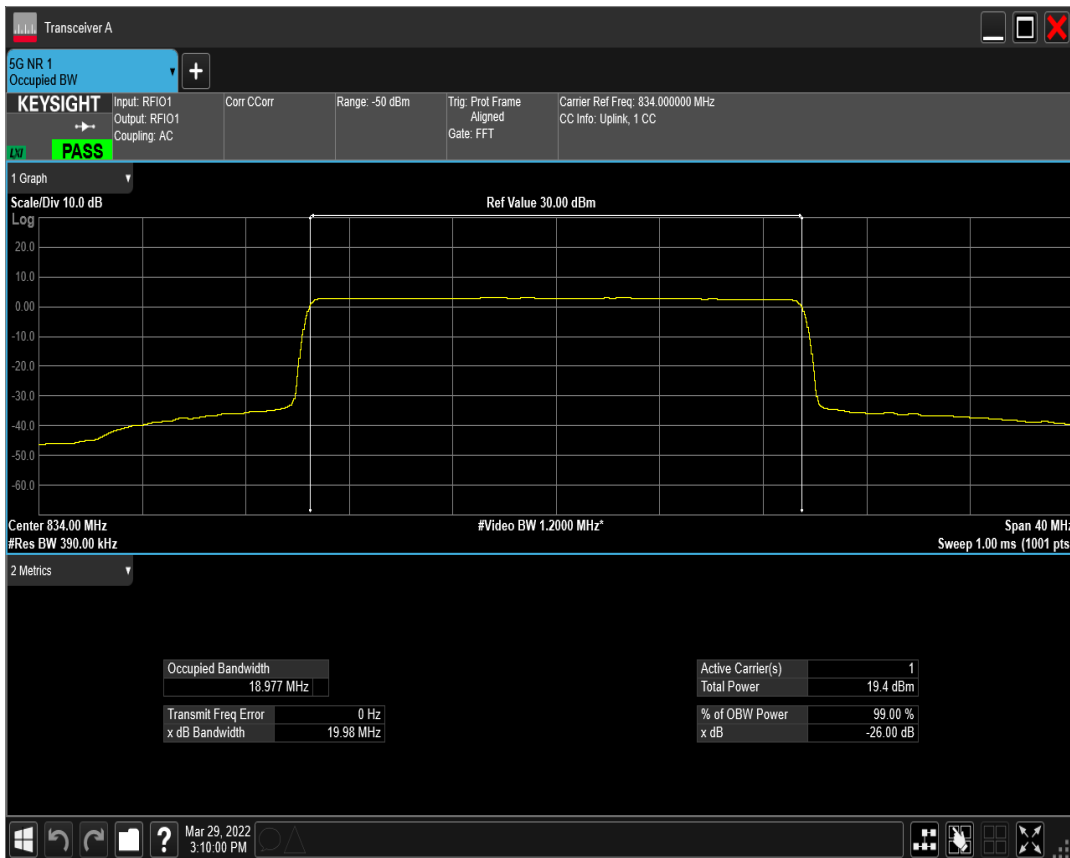 Transceiver A
5G NR 1
Occupied BW
+
KEYSIGHT
LXI
PASS
Input: RFIO1
Output: RFIO1
Coupling: AC
Corr CCorr
Range: -50 dBm
Trig: Prot Frame
Aligned
Gate: FFT
Carrier Ref Freq: 834.000000 MHz
CC Info: Uplink, 1 CC
1 Graph
Scale/Div 10.0 dB
Ref Value 30.00 dBm
Log
20.0
10.0
0.00
-10.0
-20.0
-30.0
-40.0
-50.0
-60.0
Center 834.00 MHz
#Video BW 1.2000 MHz*
Span 40 MHz
#Res BW 390.00 kHz
Sweep 1.00 ms (1001 pts
2 Metrics
Occupied Bandwidth
18.977 MHz
Transmit Freq Error 0 Hz
x dB Bandwidth 19.98 MHz
Active Carrier(s) 1
Total Power 19.4 dBm
% of OBW Power 99.00 %
x dB -26.00 dB
?
Mar 29, 2022
3:10:00 PM